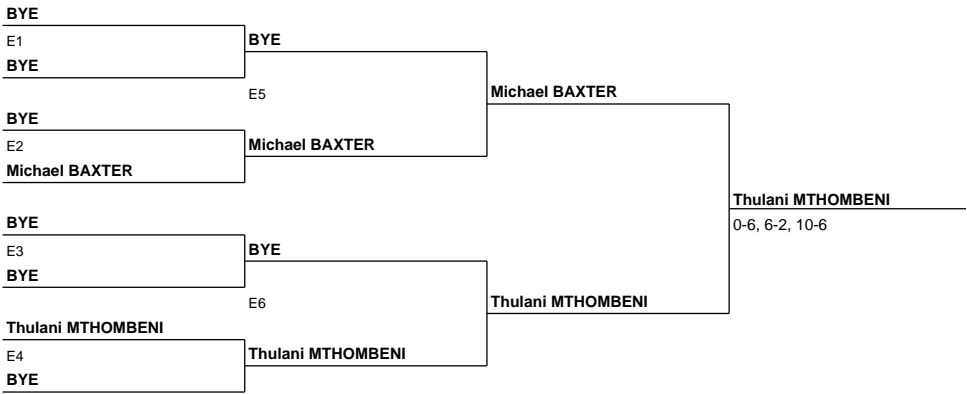 BYE
E1
BYE
BYE
E5
BYE
E2
Michael BAXTER
Michael BAXTER
Michael BAXTER
BYE
E3
BYE
BYE
E6
Thulani MTHOMBENI
E4
BYE
Thulani MTHOMBENI
Thulani MTHOMBENI
Thulani MTHOMBENI
0-6, 6-2, 10-6